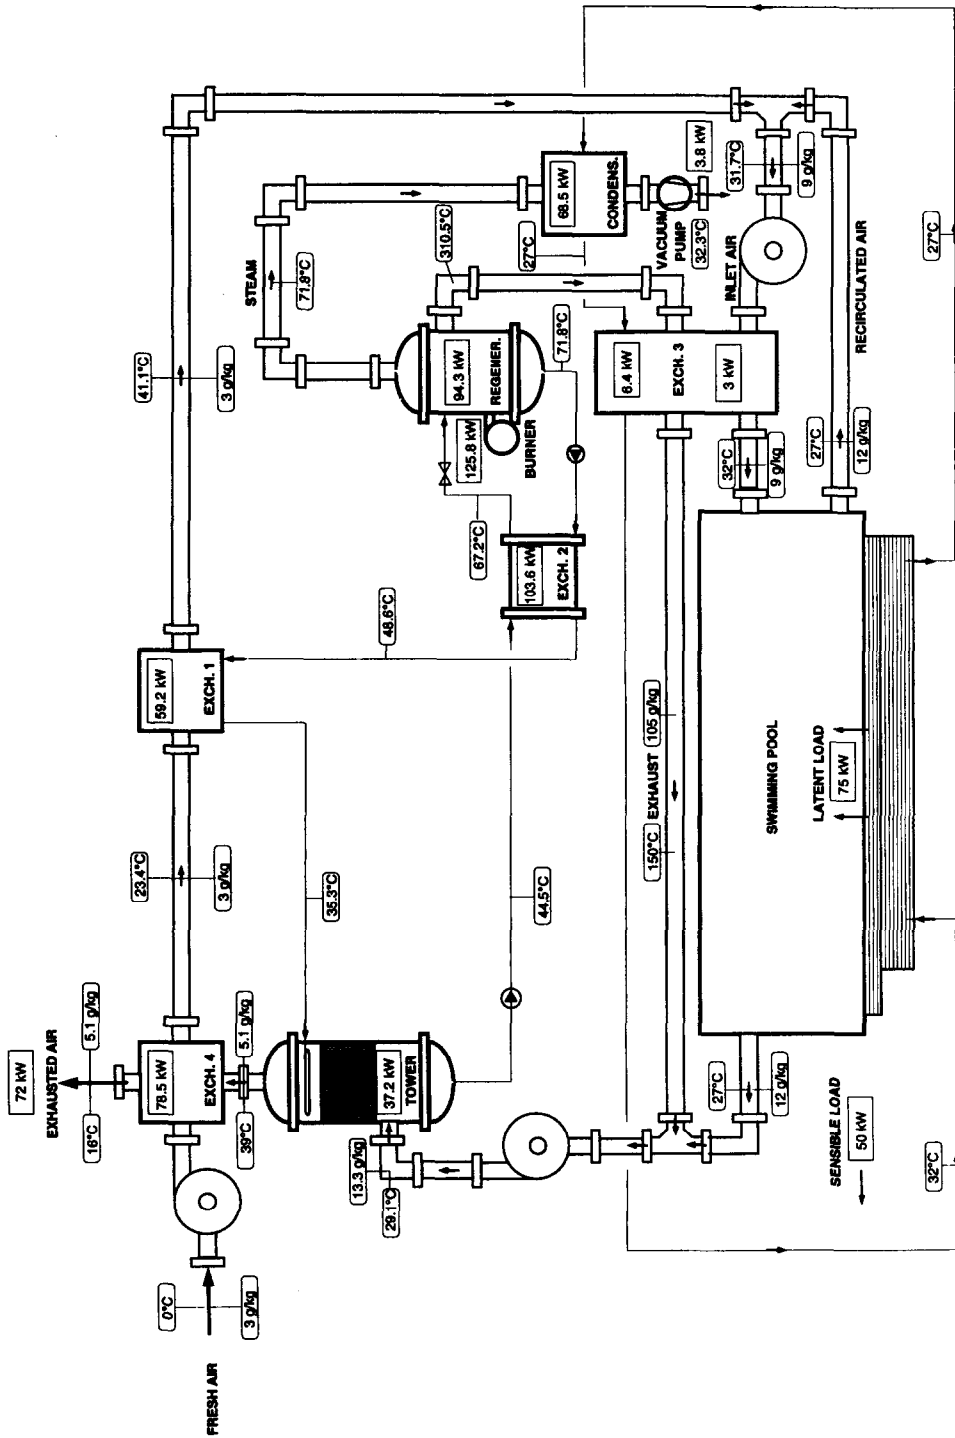 FRESH AIR
0°C
3 g/kg
EXHAUSTED AIR
72 kW
16°C
5.1 g/kg
78.5 kW
EXCH. 4
39°C
5.1 g/kg
23.4°C
3 g/kg
59.2 kW
EXCH. 1
41.1°C
3 g/kg
37.2 kW
TOWER
13.3 g/kg
29.1°C
35.3°C
44.5°C
48.6°C
103.6 kW
EXCH. 2
67.2°C
125.8 kW
BURNER
94.3 kW
REGENER.
71.8°C
STEAM
71.8°C
310.5°C
68.5 kW
CONDENS.
27°C
VACUUM
PUMP
32.3°C
3.8 kW
6.4 kW
EXCH. 3
3 kW
INLET AIR
31.7°C
9 g/kg
32°C
9 g/kg
RECIRCULATED AIR
27°C
12 g/kg
EXHAUST
150°C
105 g/kg
SWIMMING POOL
LATENT LOAD
75 kW
27°C
12 g/kg
SENSIBLE LOAD
50 kW
32°C
27°C